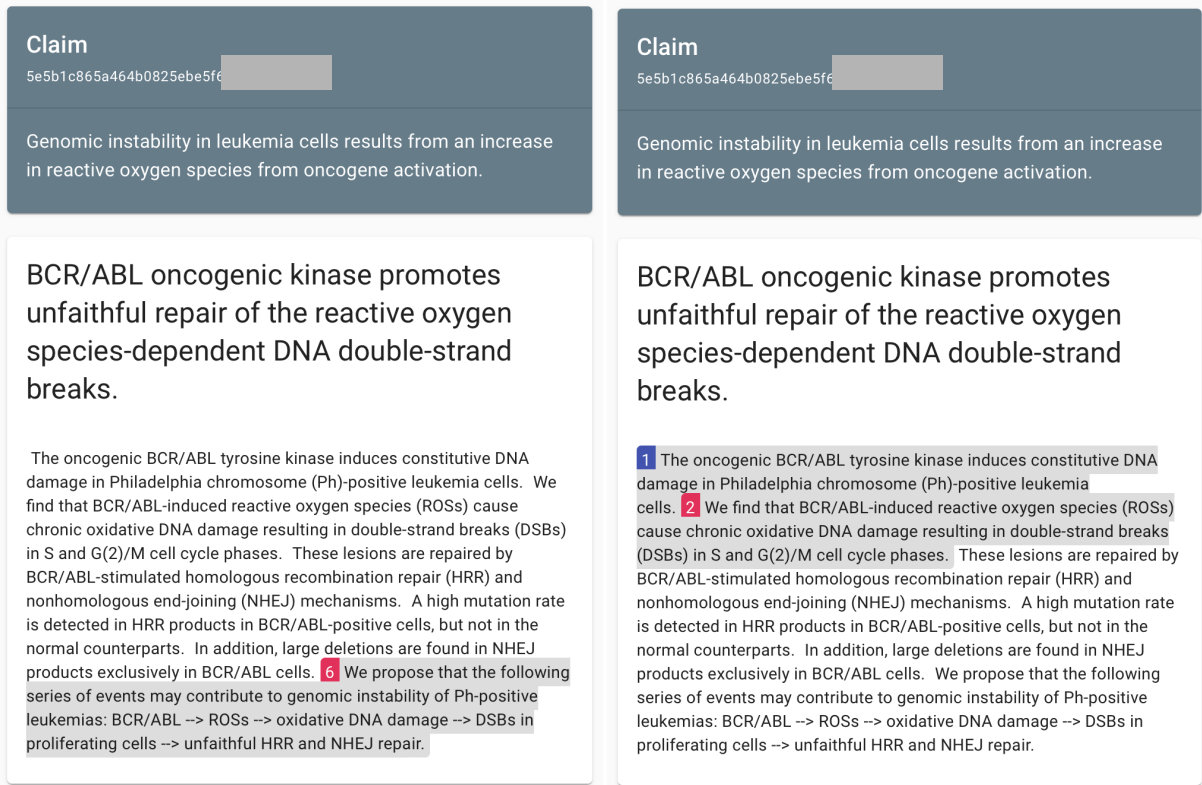 Claim
5e5b1c865a464b0825ebe5f6
Genomic instability in leukemia cells results from an increase
in reactive oxygen species from oncogene activation.
BCR/ABL oncogenic kinase promotes
unfaithful repair of the reactive oxygen
species-dependent DNA double-strand
breaks.
The oncogenic BCR/ABL tyrosine kinase induces constitutive DNA
damage in Philadelphia chromosome (Ph)-positive leukemia cells. We
find that BCR/ABL-induced reactive oxygen species (ROSs) cause
chronic oxidative DNA damage resulting in double-strand breaks (DSBs)
in S and G(2)/M cell cycle phases. These lesions are repaired by
BCR/ABL-stimulated homologous recombination repair (HRR) and
nonhomologous end-joining (NHEJ) mechanisms. A high mutation rate
is detected in HRR products in BCR/ABL-positive cells, but not in the
normal counterparts. In addition, large deletions are found in NHEJ
products exclusively in BCR/ABL cells. 6 We propose that the following
series of events may contribute to genomic instability of Ph-positive
leukemias: BCR/ABL --> ROSs --> oxidative DNA damage --> DSBs in
proliferating cells --> unfaithful HRR and NHEJ repair.
Claim
5e5b1c865a464b0825ebe5f6
Genomic instability in leukemia cells results from an increase
in reactive oxygen species from oncogene activation.
BCR/ABL oncogenic kinase promotes
unfaithful repair of the reactive oxygen
species-dependent DNA double-strand
breaks.
1 The oncogenic BCR/ABL tyrosine kinase induces constitutive DNA
damage in Philadelphia chromosome (Ph)-positive leukemia
cells. 2 We find that BCR/ABL-induced reactive oxygen species (ROSs)
cause chronic oxidative DNA damage resulting in double-strand breaks
(DSBs) in S and G(2)/M cell cycle phases. These lesions are repaired by
BCR/ABL-stimulated homologous recombination repair (HRR) and
nonhomologous end-joining (NHEJ) mechanisms. A high mutation rate
is detected in HRR products in BCR/ABL-positive cells, but not in the
normal counterparts. In addition, large deletions are found in NHEJ
products exclusively in BCR/ABL cells. We propose that the following
series of events may contribute to genomic instability of Ph-positive
leukemias: BCR/ABL --> ROSs --> oxidative DNA damage --> DSBs in
proliferating cells --> unfaithful HRR and NHEJ repair.